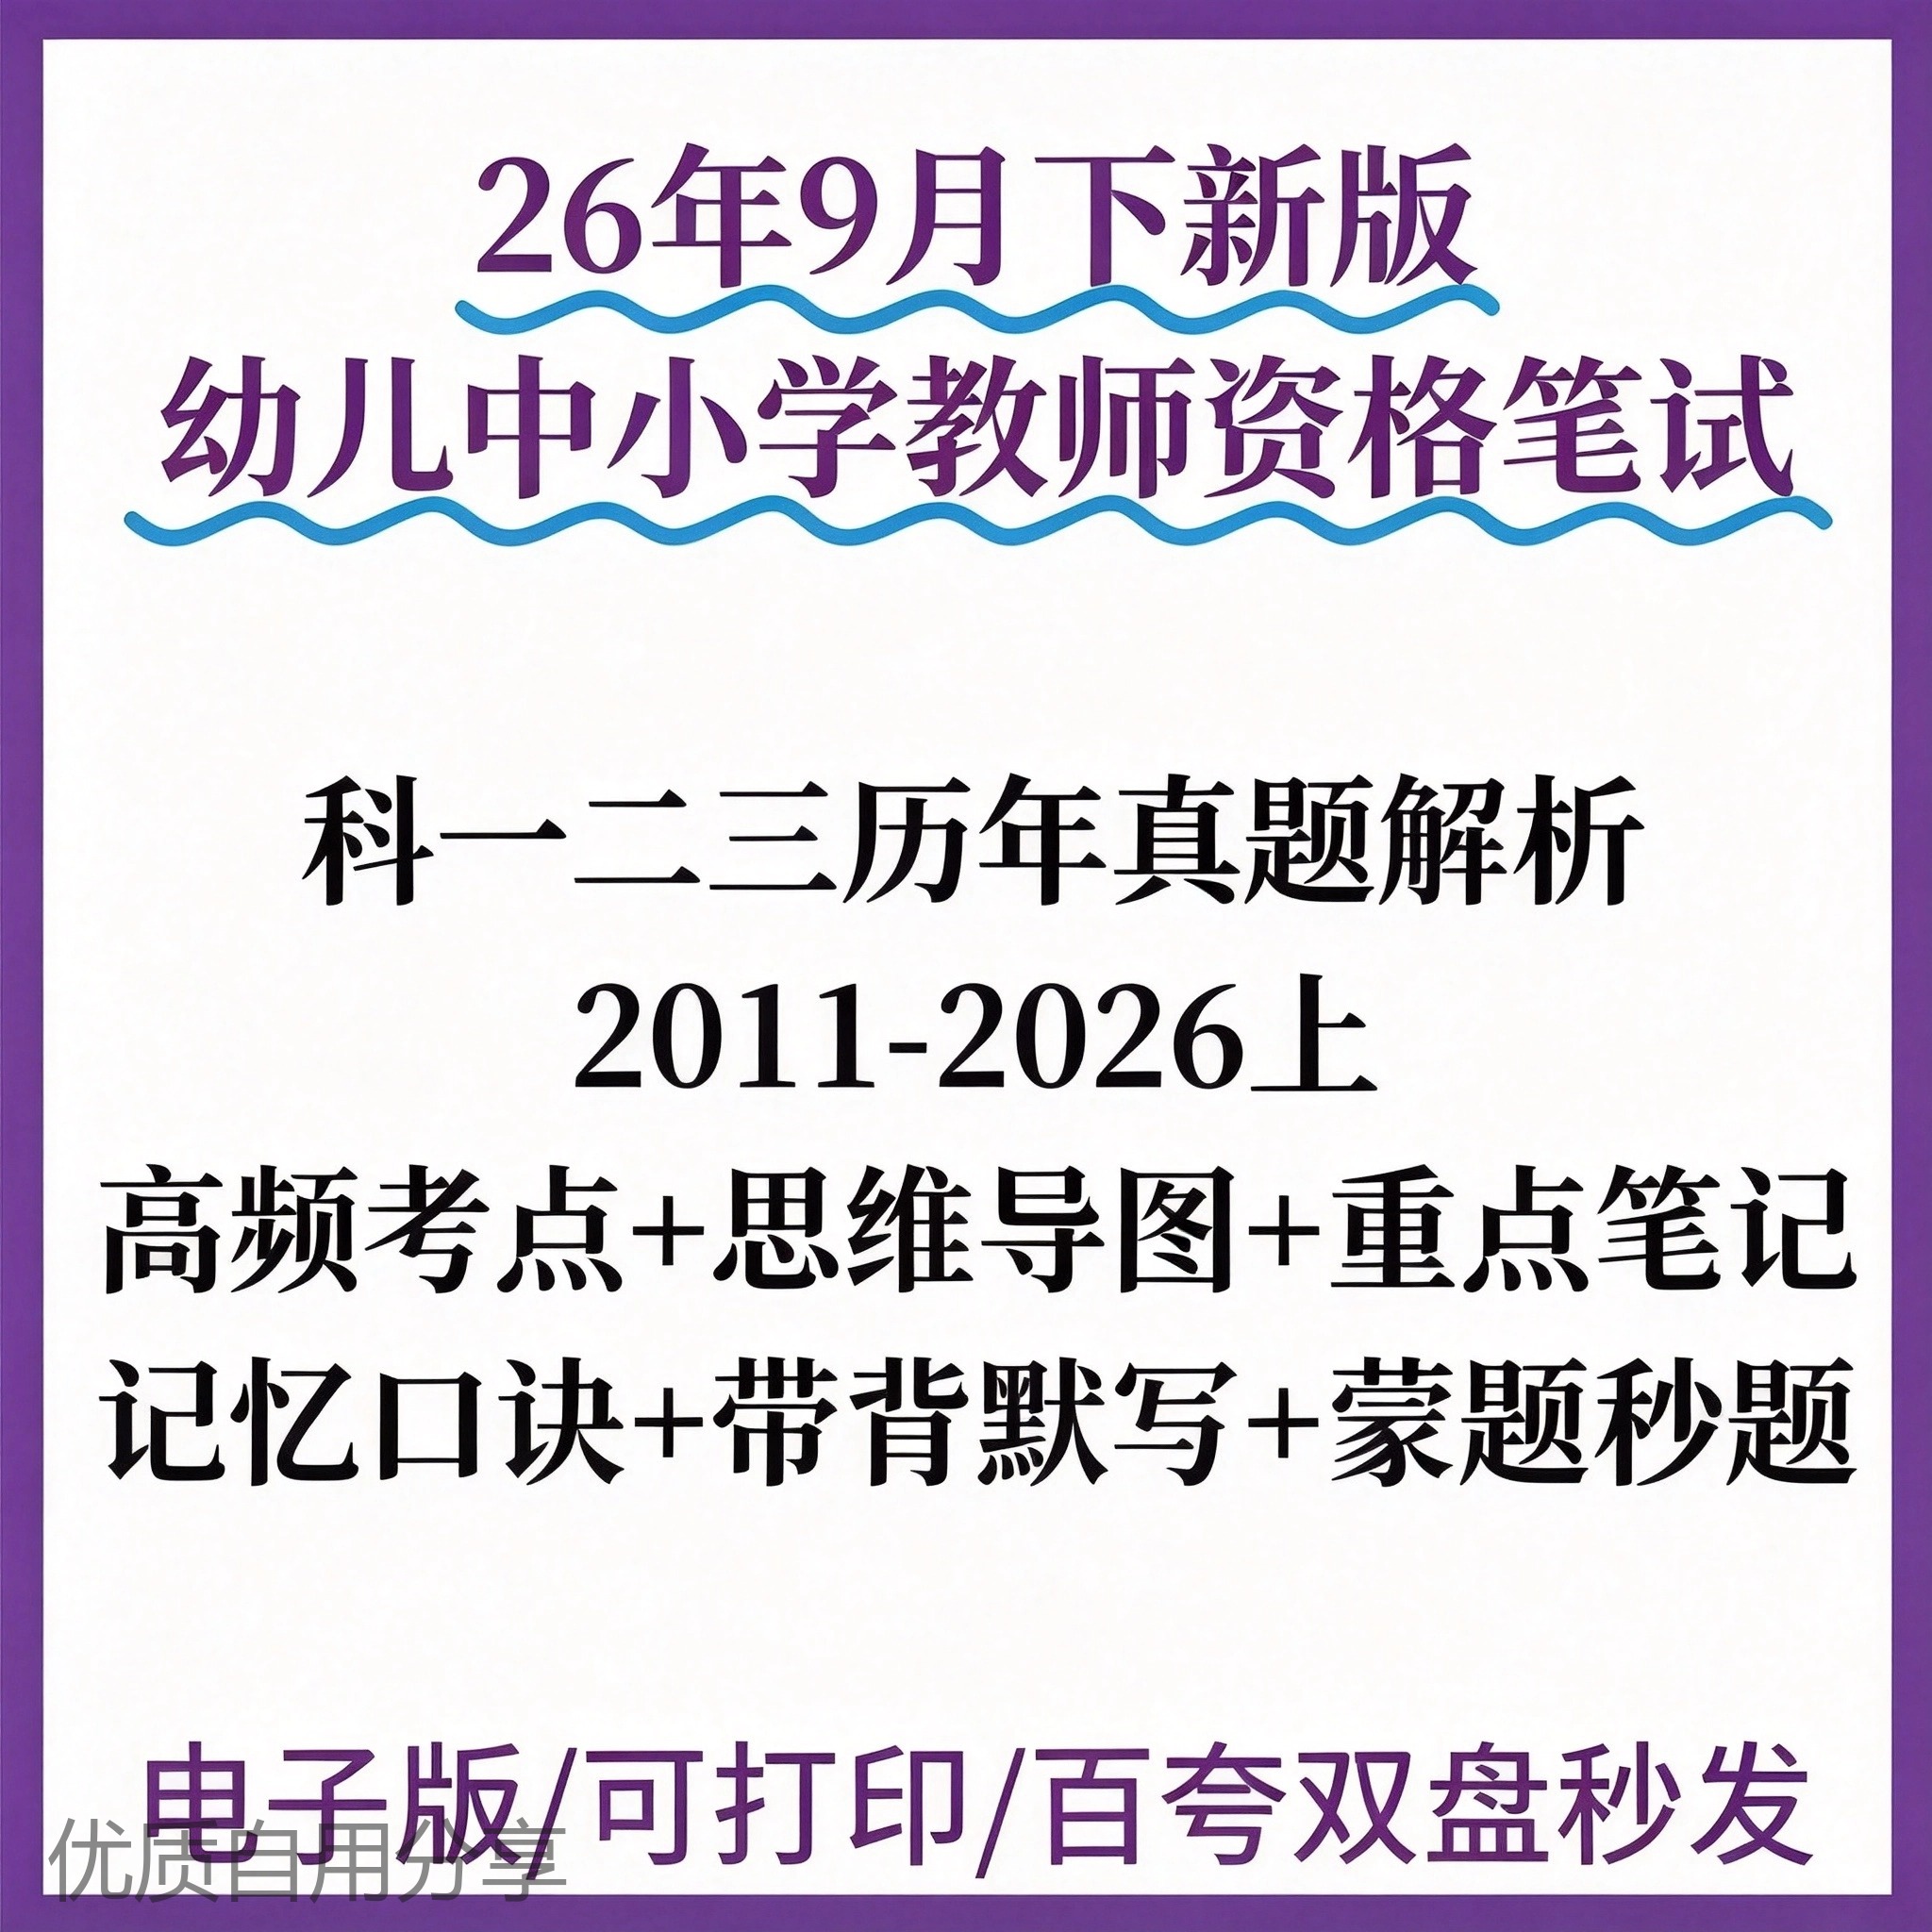 26年9月下新版
幼儿中小学教师资格笔试
科一二三历年真题解析
2011-2026上
高频考点+思维导图+重点笔记
记忆口诀+带背默写+蒙题秒题
电子版/可打印/百夸双盘秒发
优质自用分享